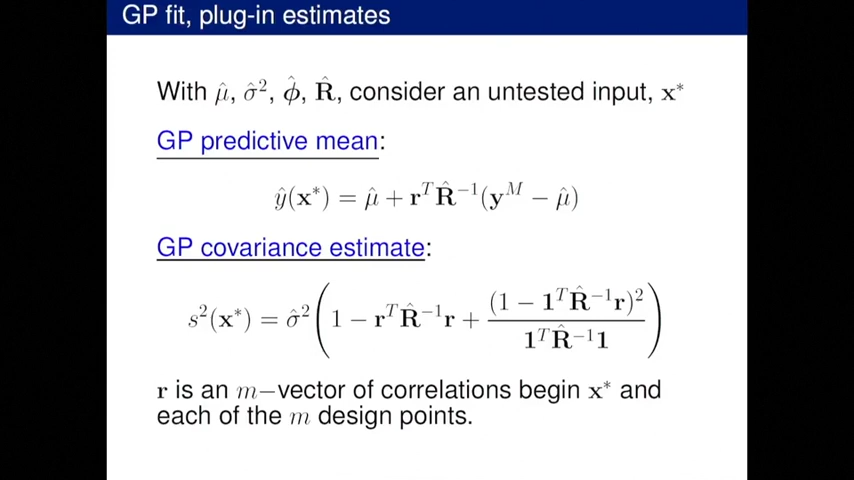 GP fit, plug-in estimates
With μ̂, σ̂², ϕ̂, R̂, consider an untested input, x*
GP predictive mean:
ŷ(x*) = μ̂ + rᵀR̂⁻¹(yᴹ − μ̂)
GP covariance estimate:
s²(x*) = σ̂²(1 − rᵀR̂⁻¹r + (1 − 1ᵀR̂⁻¹r)² / 1ᵀR̂⁻¹1)
r is an m−vector of correlations begin x* and
each of the m design points.